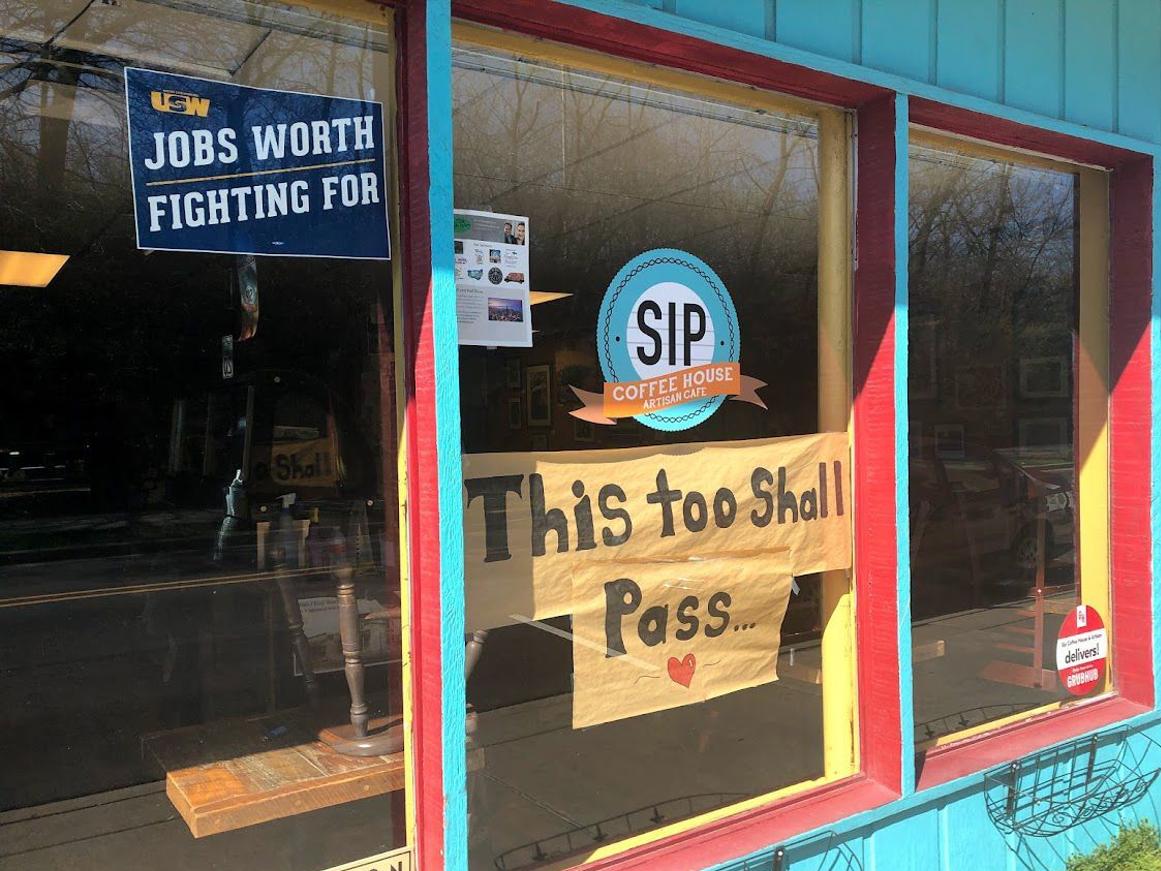 USW
JOBS WORTH
FIGHTING FOR
SIP
COFFEE HOUSE
ARTISAN CAFE
This too Shall
Pass...
delivers!
GRUBHUB